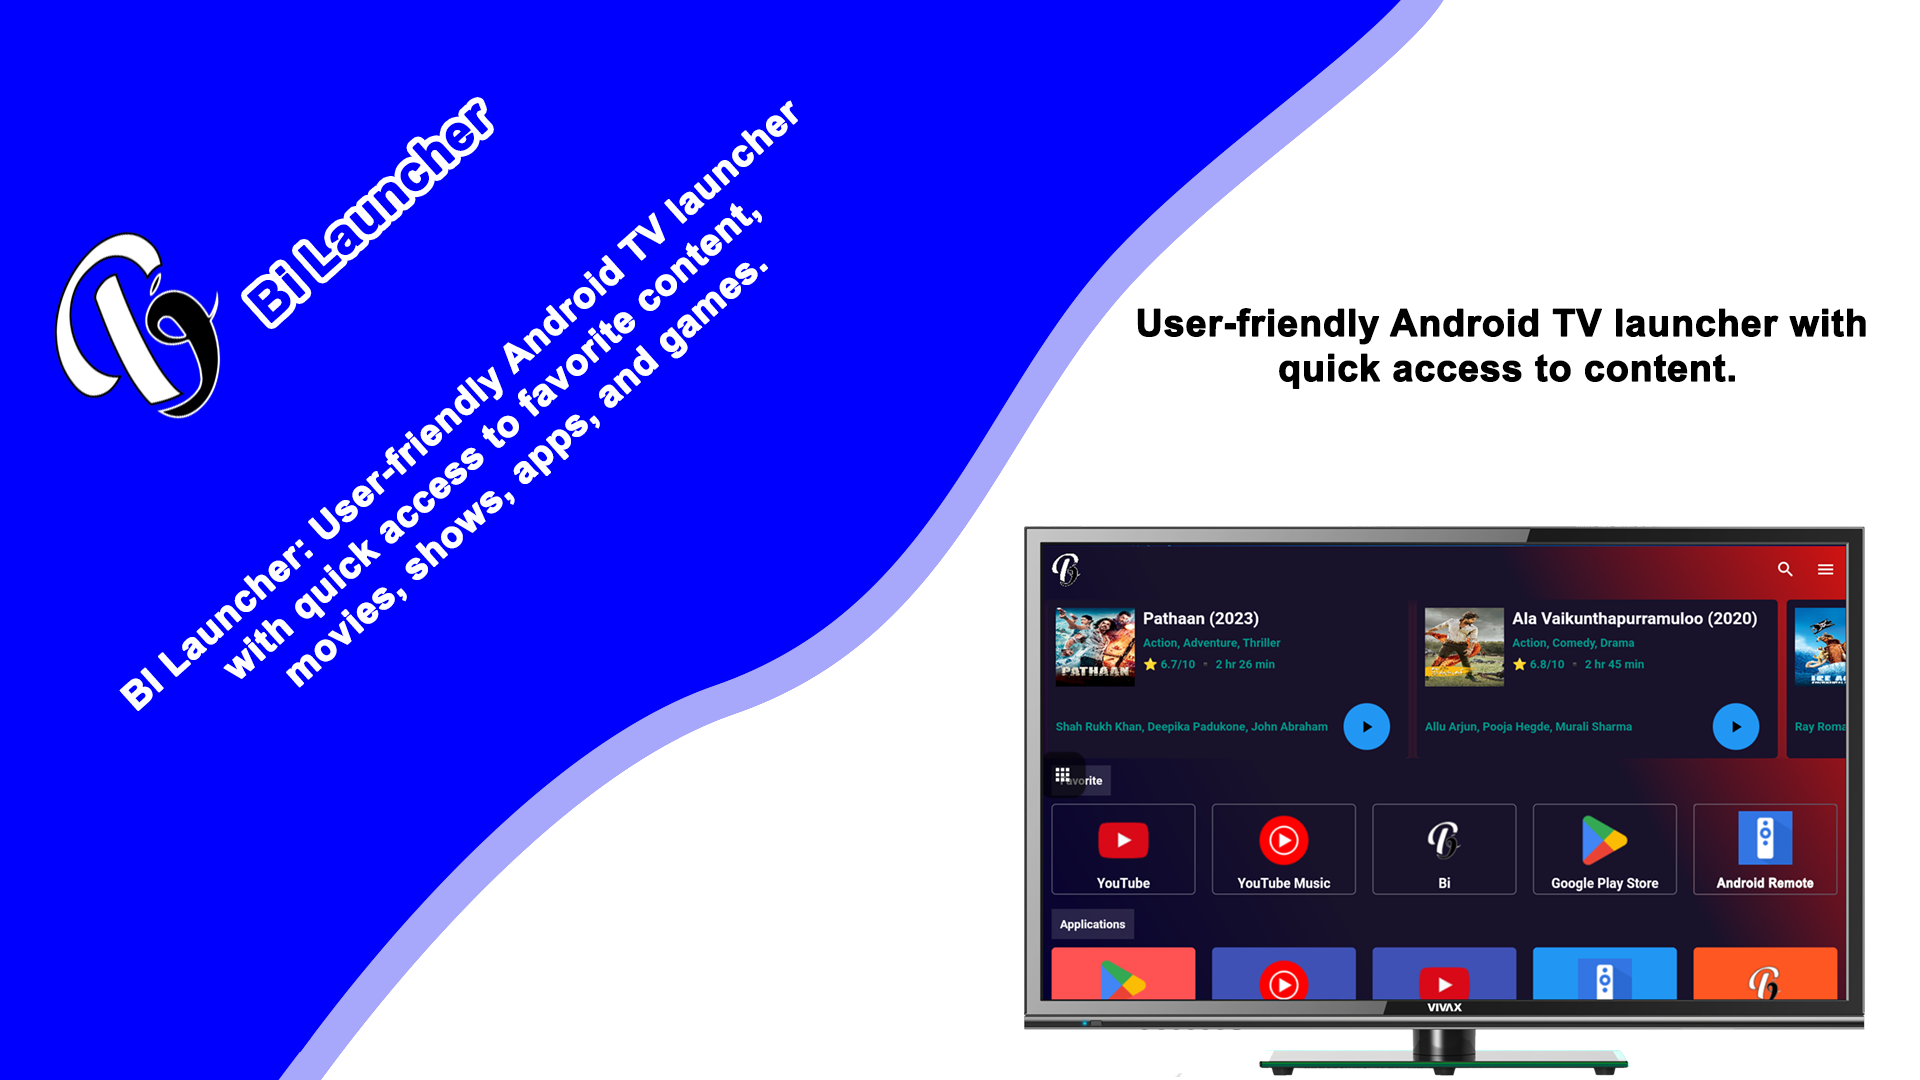 Bi Launcher
BI Launcher: User-friendly Android TV launcher
with quick access to favorite content,
movies, shows, apps, and games.
User-friendly Android TV launcher with
quick access to content.
Pathaan (2023)
Action, Adventure, Thriller
6.7/10 • 2 hr 26 min
PATHAAN
Shah Rukh Khan, Deepika Padukone, John Abraham
Ala Vaikunthapurramuloo (2020)
Action, Comedy, Drama
6.8/10 • 2 hr 45 min
Allu Arjun, Pooja Hegde, Murali Sharma
Ray Roma
Favorite
YouTube
YouTube Music
Bi
Google Play Store
Android Remote
Applications
VIVAX